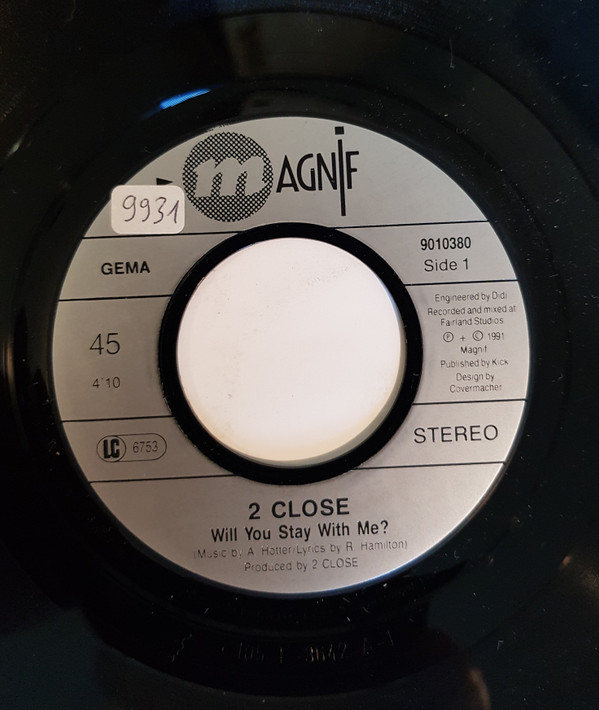 mAGNIF
9931
GEMA
9010380
Side 1
45
4'10
Engineered by Didi
Recorded and mixed at
Fairland Studios
Ⓟ + © 1991
Magnif
Published by Kick
Design by
Covermacher
LC 6753
STEREO
2 CLOSE
Will You Stay With Me?
(Music by A. Hotter Lyrics by R. Hamilton)
Produced by 2 CLOSE